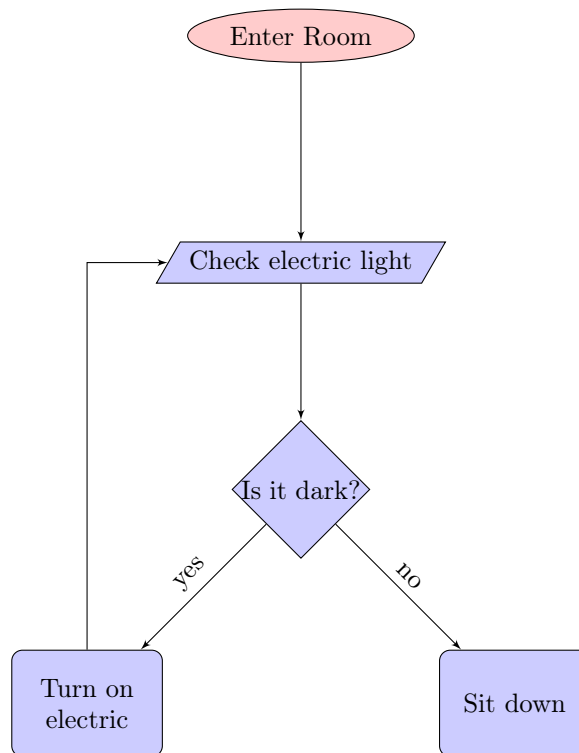 Enter Room
Check electric light
Is it dark?
yes
no
Turn on
electric
Sit down